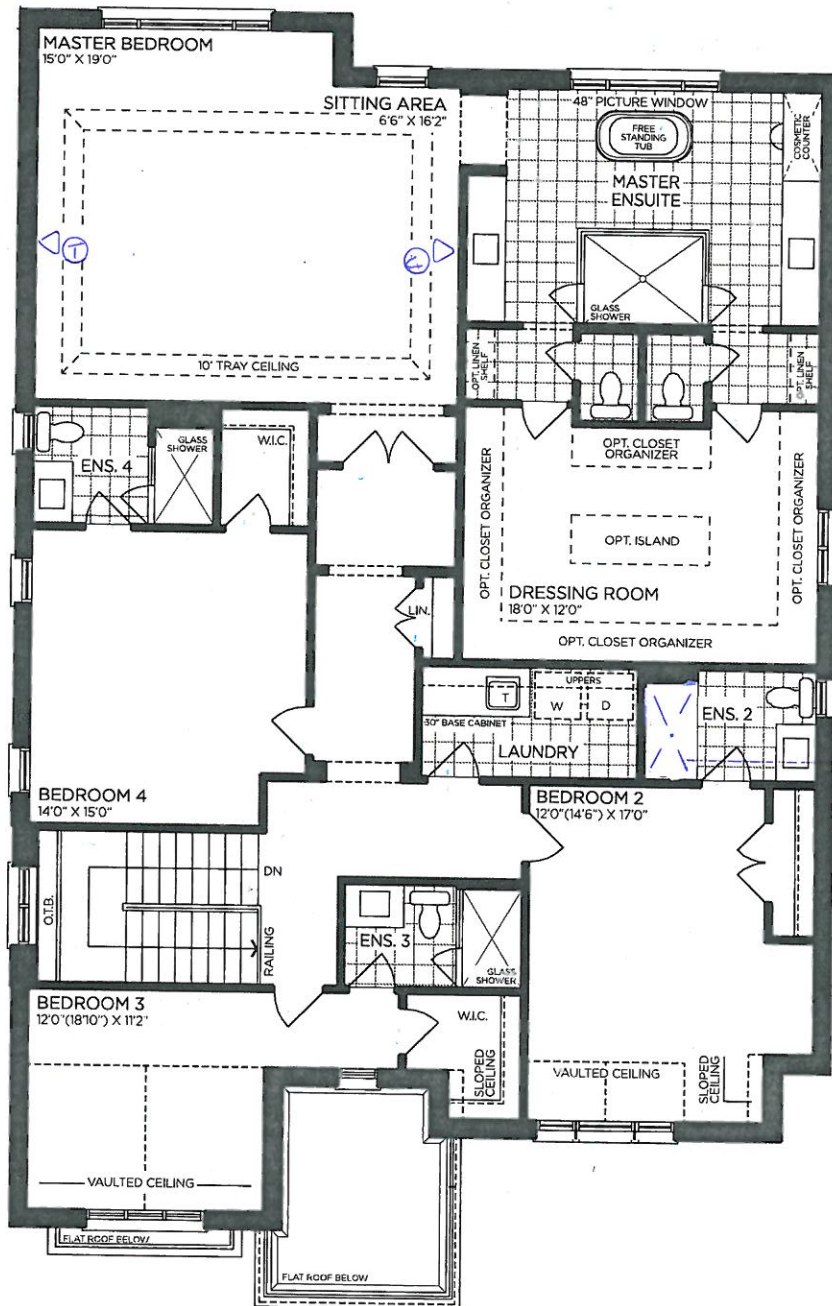 MASTER BEDROOM
15'0" X 19'0"
SITTING AREA
6'6" X 16'2"
48" PICTURE WINDOW
FREE
STANDING
TUB
COSMETIC
COUNTER
MASTER
ENSUITE
T
GLASS
SHOWER
10' TRAY CEILING
OPT. LINEN
SHELF
OPT. LINEN
SHELF
ENS. 4
GLASS
SHOWER
W.I.C.
OPT. CLOSET
ORGANIZER
OPT. CLOSET ORGANIZER
OPT. ISLAND
OPT. CLOSET ORGANIZER
DRESSING ROOM
18'0" X 12'0"
OPT. CLOSET ORGANIZER
LIN.
UPPERS
T
W
D
30" BASE CABINET
LAUNDRY
ENS. 2
BEDROOM 4
14'0" X 15'0"
BEDROOM 2
12'0"(14'6") X 17'0"
O.T.B.
DN
RAILING
ENS. 3
GLASS
SHOWER
BEDROOM 3
12'0"(18'10") X 11'2"
W.I.C.
SLOPED
CEILING
VAULTED CEILING
SLOPED
CEILING
VAULTED CEILING
FLAT ROOF BELOW
FLAT ROOF BELOW